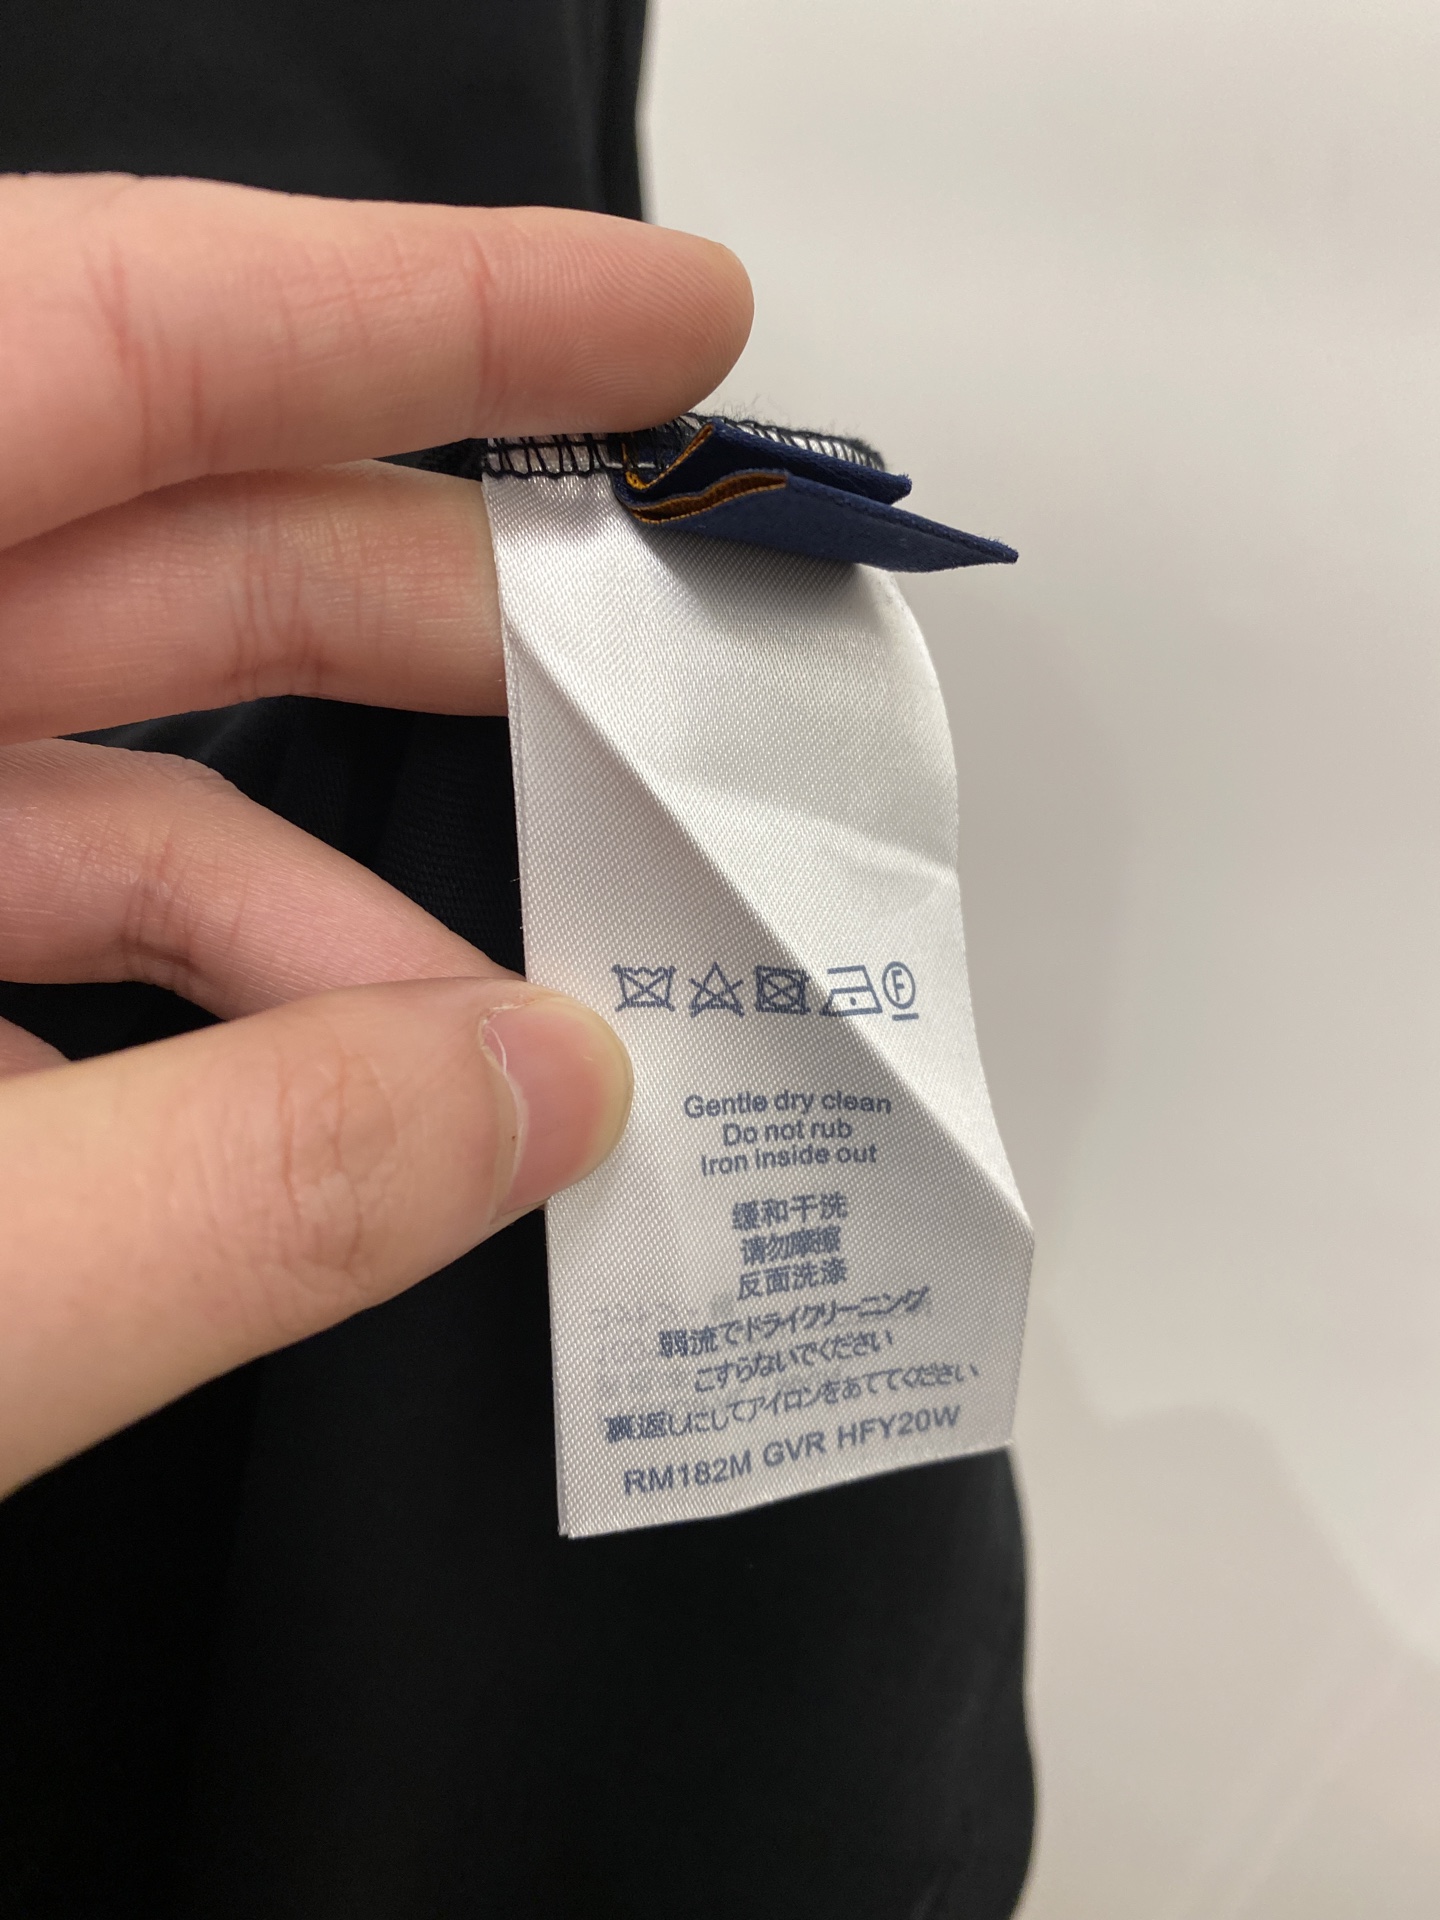 F
Gentle dry clean
Do not rub
Iron inside out
缓和干洗
请勿摩擦
反面洗涤
弱流でドライクリーニング
こすらないでください
裏返しにしてアイロンをあててください
RM182M GVR HFY20W